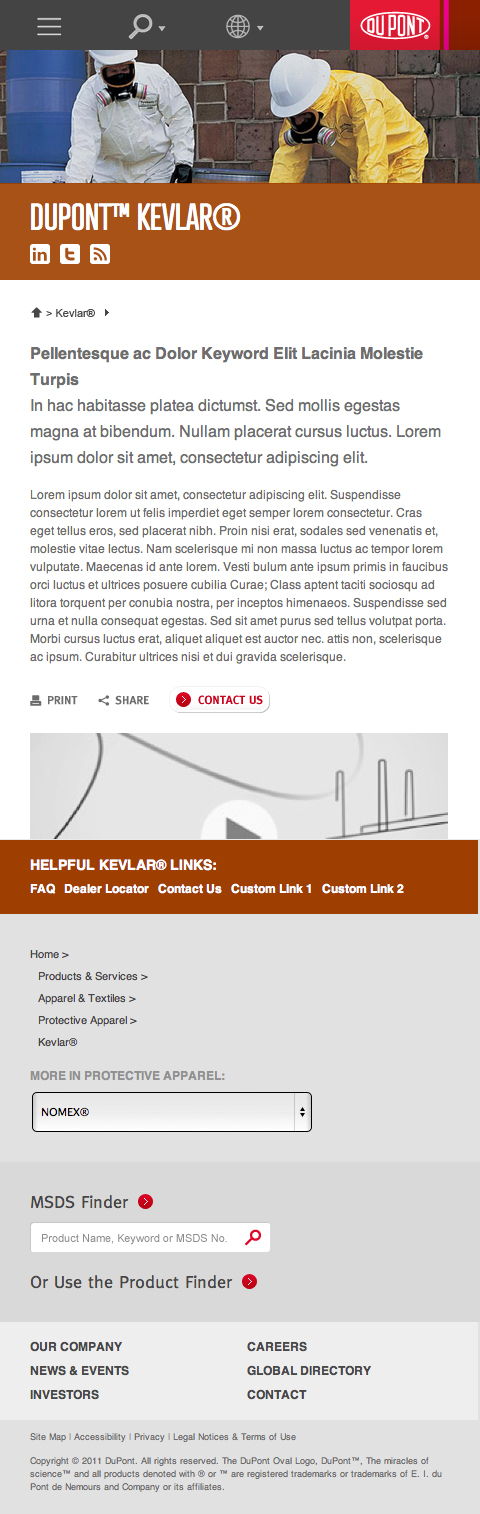 DU PONT
DUPONT™ KEVLAR®
> Kevlar®
Pellentesque ac Dolor Keyword Elit Lacinia Molestie
Turpis
In hac habitasse platea dictumst. Sed mollis egestas
magna at bibendum. Nullam placerat cursus luctus. Lorem
ipsum dolor sit amet, consectetur adipiscing elit.
Lorem ipsum dolor sit amet, consectetur adipiscing elit. Suspendisse
consectetur lorem ut felis imperdiet eget semper lorem consectetur. Cras
eget tellus eros, sed placerat nibh. Proin nisi erat, sodales sed venenatis et,
molestie vitae lectus. Nam scelerisque mi non massa luctus ac tempor lorem
vulputate. Maecenas id ante lorem. Vesti bulum ante ipsum primis in faucibus
orci luctus et ultrices posuere cubilia Curae; Class aptent taciti sociosqu ad
litora torquent per conubia nostra, per inceptos himenaeos. Suspendisse sed
urna et nulla consequat egestas. Sed sit amet purus sed tellus volutpat porta.
Morbi cursus luctus erat, aliquet aliquet est auctor nec. attis non, scelerisque
ac ipsum. Curabitur ultrices nisi et dui gravida scelerisque.
PRINT SHARE CONTACT US
HELPFUL KEVLAR® LINKS:
FAQ Dealer Locator Contact Us Custom Link 1 Custom Link 2
Home >
Products & Services >
Apparel & Textiles >
Protective Apparel >
Kevlar®
MORE IN PROTECTIVE APPAREL:
NOMEX®
MSDS Finder
Product Name, Keyword or MSDS No.
Or Use the Product Finder
OUR COMPANY CAREERS
NEWS & EVENTS GLOBAL DIRECTORY
INVESTORS CONTACT
Site Map | Accessibility | Privacy | Legal Notices & Terms of Use
Copyright © 2011 DuPont. All rights reserved. The DuPont Oval Logo, DuPont™, The miracles of
science™ and all products denoted with ® or ™ are registered trademarks or trademarks of E. I. du
Pont de Nemours and Company or its affiliates.